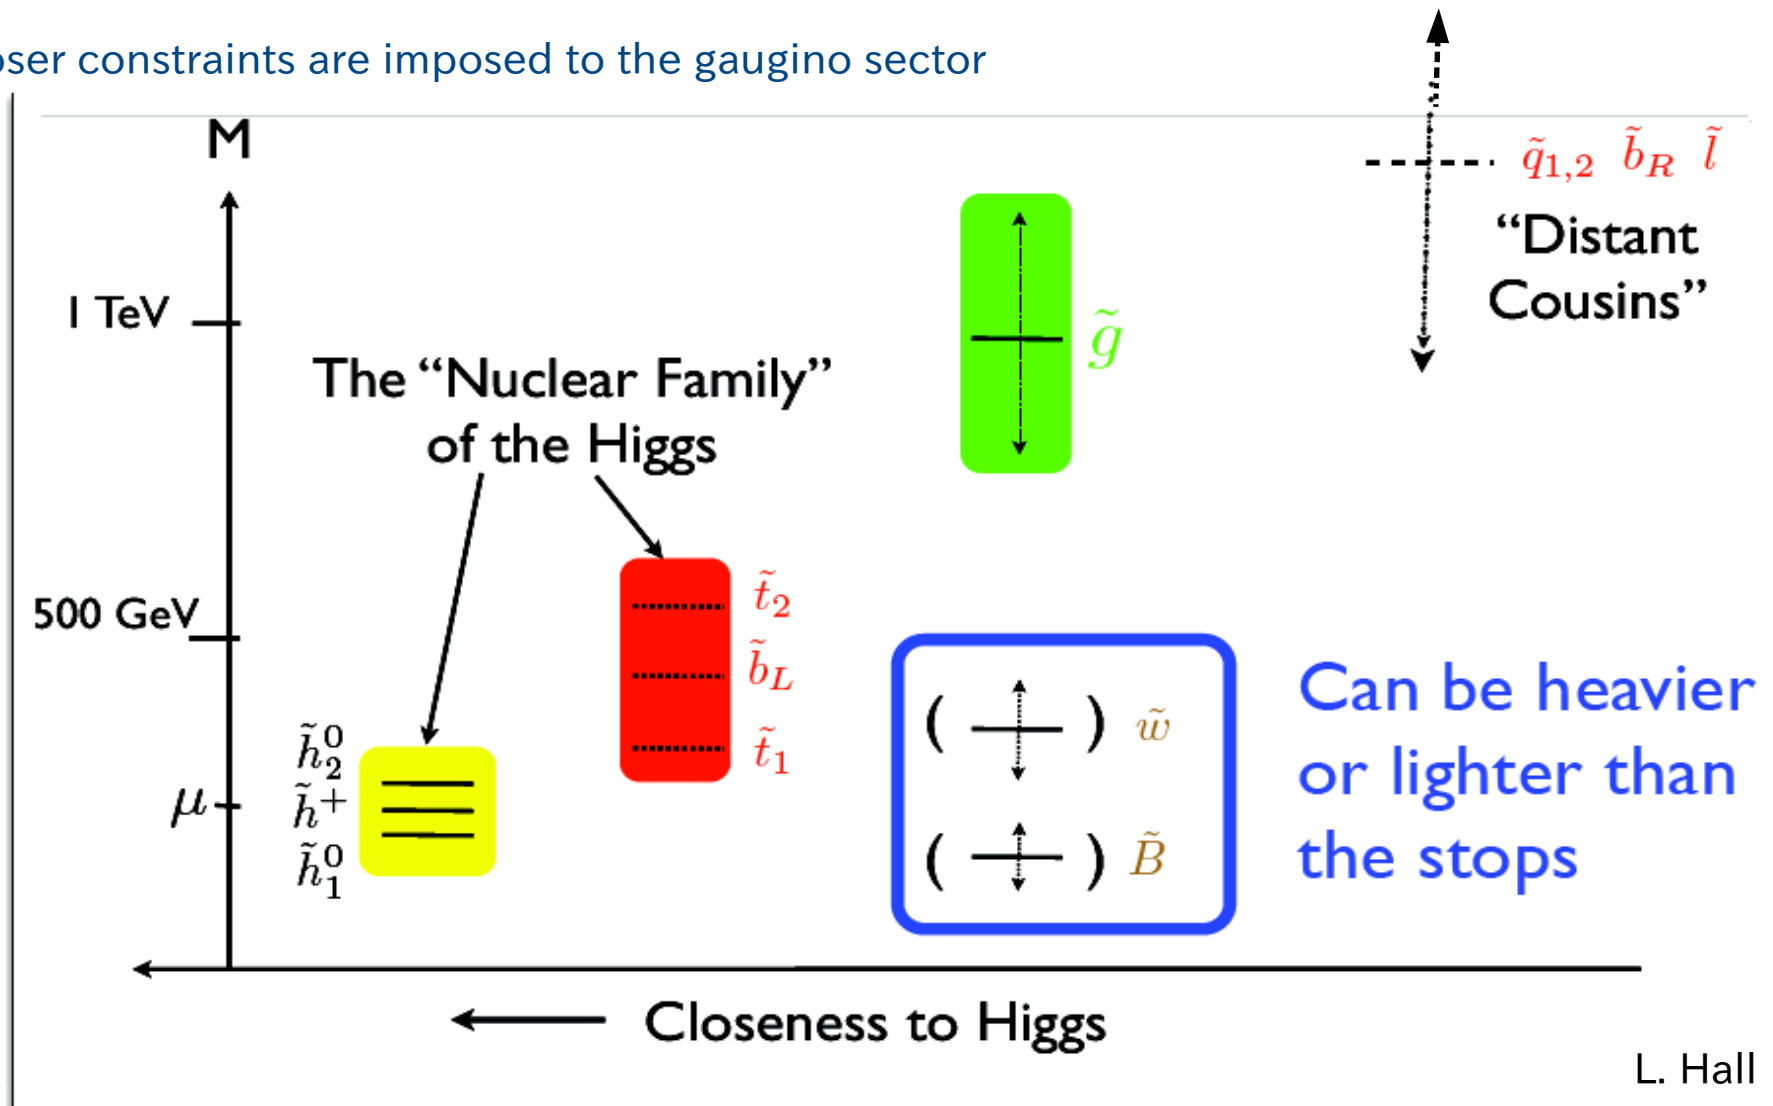 constraints are imposed to the gaugino sector
M
q̃1,2 b̃R l̃
“Distant
Cousins”
1 TeV
g̃
The “Nuclear Family”
of the Higgs
500 GeV
t̃2
b̃L
t̃1
h̃⁰2
μ
h̃⁺
h̃⁰1
( ) w̃
( ) B̃
Can be heavier
or lighter than
the stops
Closeness to Higgs
L. Hall